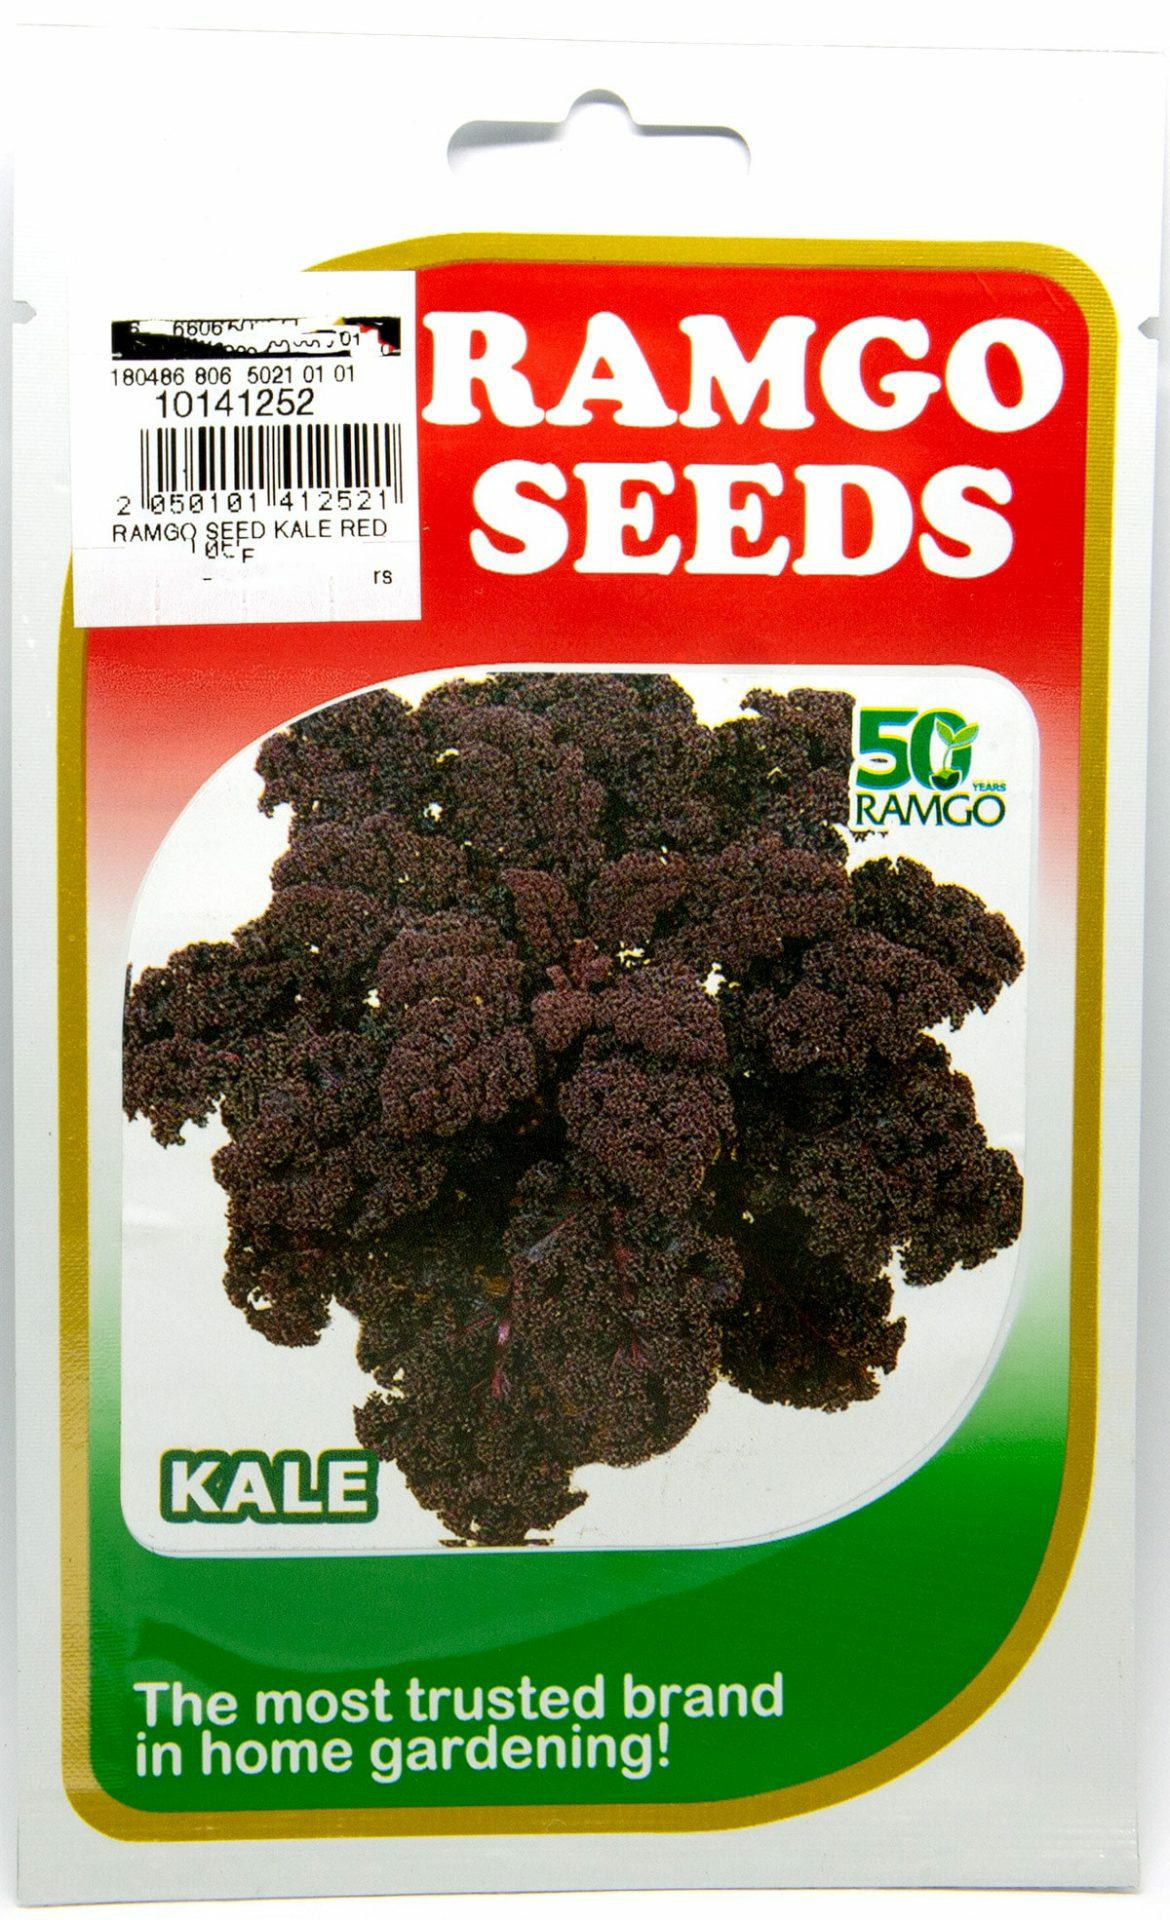 180486 806 5021 01 01
10141252
2 050101 412521
RAMGO SEED KALE RED
rs
RAMGO
SEEDS
50
YEARS
RAMGO
KALE
The most trusted brand
in home gardening!